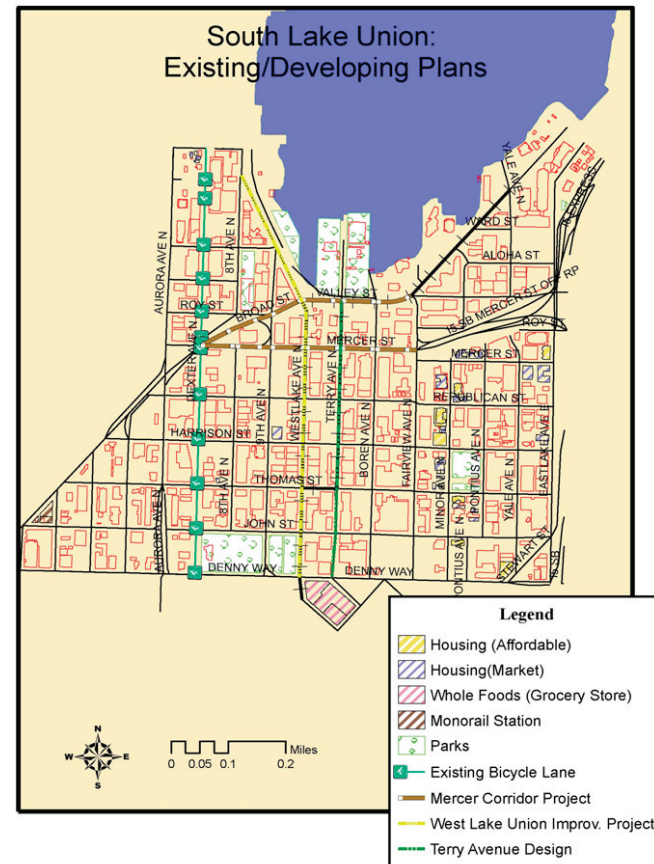 South Lake Union:
Existing/Developing Plans
YALE AVE N
I5 EXPRESS
WARD ST
ALOHA ST
8TH AVE N
AURORA AVE N
VALLEY ST
ROY ST
BROAD ST
I5 SB MERCER ST OFF RP
ROY ST
MERCER ST
MERCER ST
DEXTER AVE N
WESTLAKE AVE N
TERRY AVE N
REPUBLICAN ST
9TH AVE N
BOREN AVE N
FAIRVIEW AVE N
HARRISON ST
MINOR AVE N
PONTIUS AVE N
YALE AVE N
EASTLAKE AVE E
8TH AVE N
THOMAS ST
JOHN ST
AURORA AVE N
STEWART ST
DENNY WAY
DENNY WAY
PONTIUS AVE N
I5 SB
Legend
Housing (Affordable)
Housing(Market)
Whole Foods (Grocery Store)
Monorail Station
Parks
Existing Bicycle Lane
Mercer Corridor Project
West Lake Union Improv. Project
Terry Avenue Design
N
W E
S
Miles
0 0.05 0.1 0.2